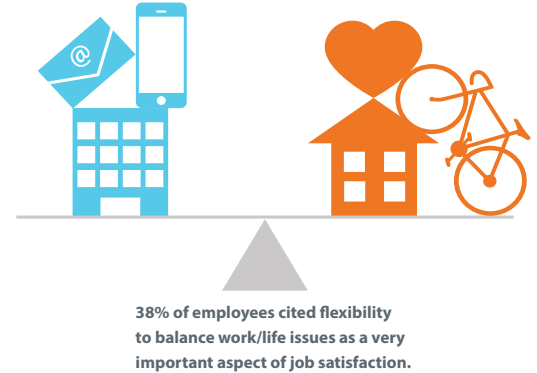 @
38% of employees cited flexibility
to balance work/life issues as a very
important aspect of job satisfaction.